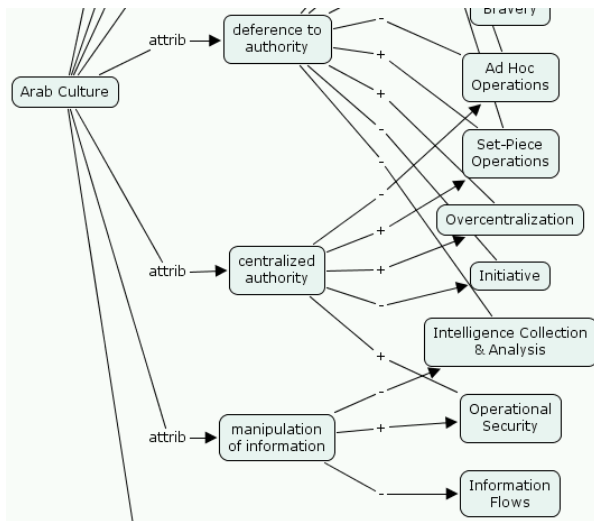 Bravery
deference to
authority
attrib
-
+
Ad Hoc
Operations
Arab Culture
+
-
Set-Piece
Operations
-
-
Overcentralization
+
centralized
authority
attrib
+
Initiative
-
Intelligence Collection
& Analysis
+
-
Operational
Security
manipulation
of information
attrib
+
Information
Flows
-